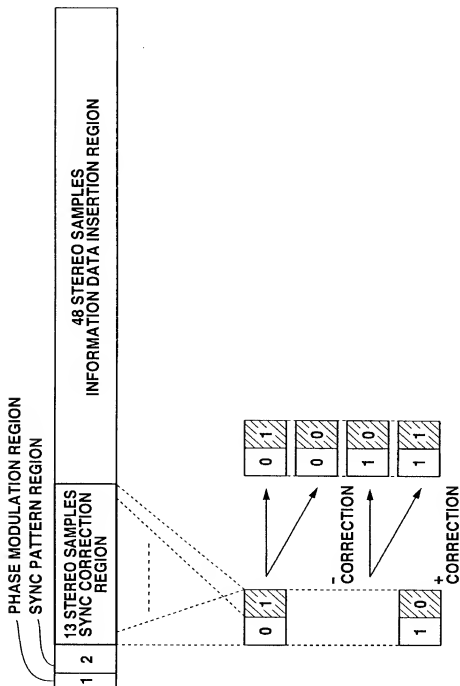 PHASE MODULATION REGION
SYNC PATTERN REGION
1
2
13 STEREO SAMPLES
SYNC CORRECTION
REGION
48 STEREO SAMPLES
INFORMATION DATA INSERTION REGION
0 1
0 1
0 0
−
CORRECTION
1 0
1 0
1 1
+
CORRECTION